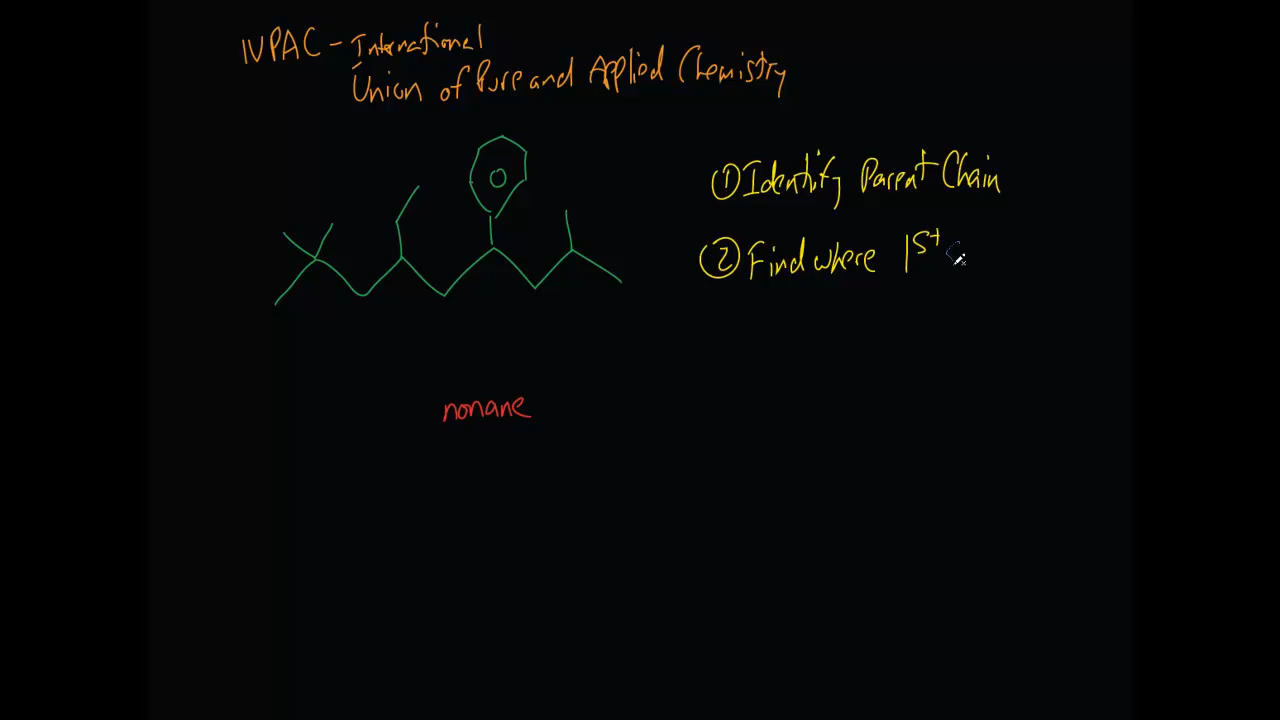 IUPAC - International
Union of Pure and Applied Chemistry
① Identify Parent Chain
② Find where 1st
nonane